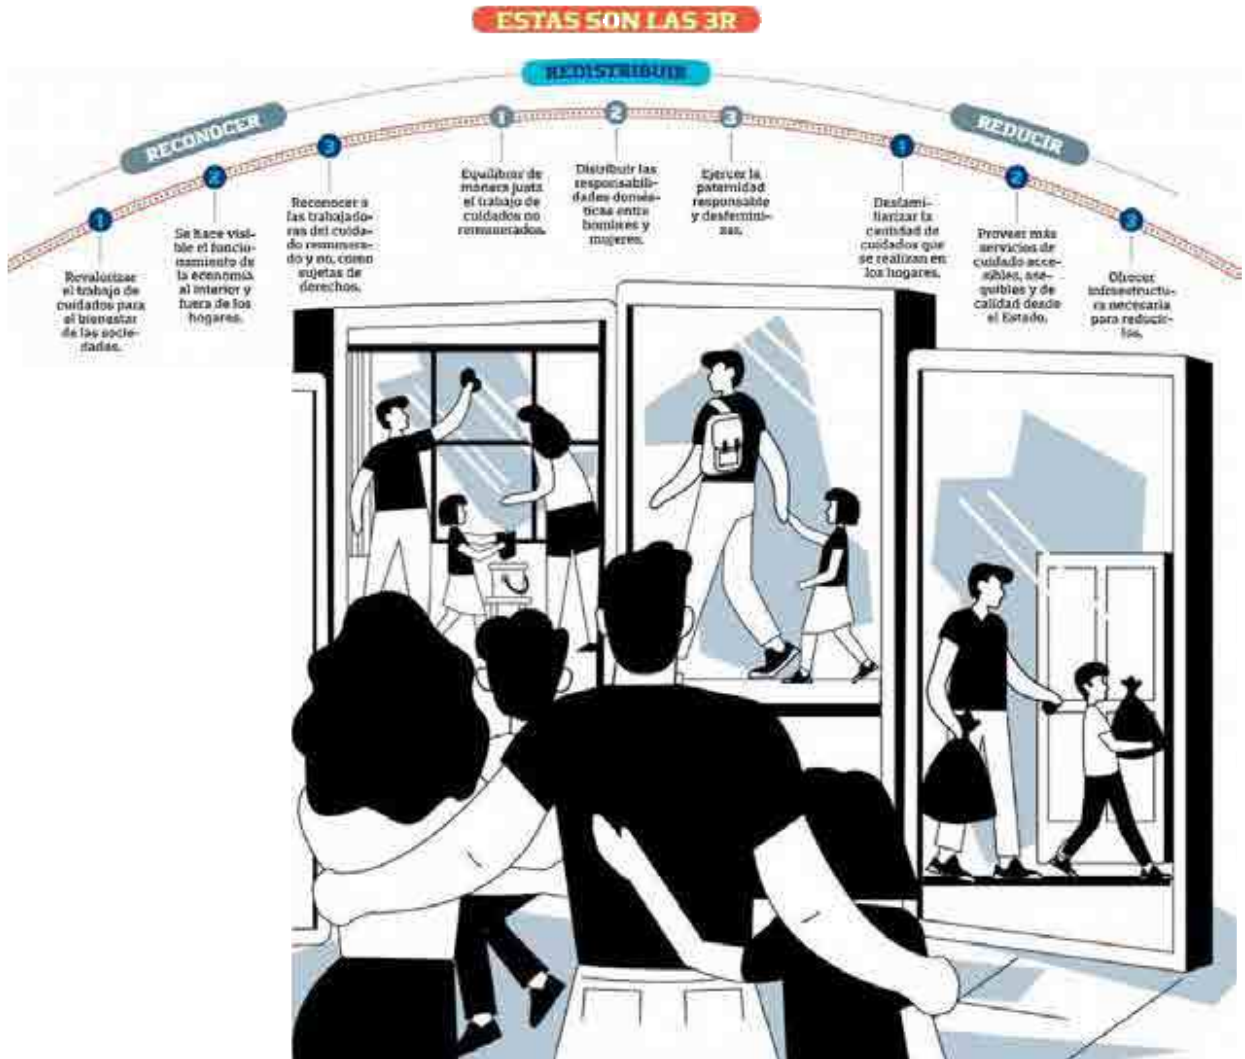 ESTAS SON LAS 3R
RECONOCER
1
Revalorizar
el trabajo de
cuidados para
el bienestar
de las socie-
dades.
2
Se hace visi-
ble el funcio-
namiento de
la economía
al interior y
fuera de los
hogares.
3
Reconocer a
las trabajado-
ras del cuida-
do remunera-
do y no, como
sujetas de
derechos.
REDISTRIBUIR
1
Equilibrar de
manera justa
el trabajo de
cuidados no
remunerados.
2
Distribuir las
responsabili-
dades domés-
ticas entre
hombres y
mujeres.
3
Ejercer la
paternidad
responsable
y desfemini-
zas.
REDUCIR
1
Desfami-
liarizar la
cantidad de
cuidados que
se realizan en
los hogares.
2
Proveer más
servicios de
cuidado acce-
sibles, ase-
quibles y de
calidad desde
el Estado.
3
Ofrecer
infraestructu-
ra necesaria
para reducir-
los.